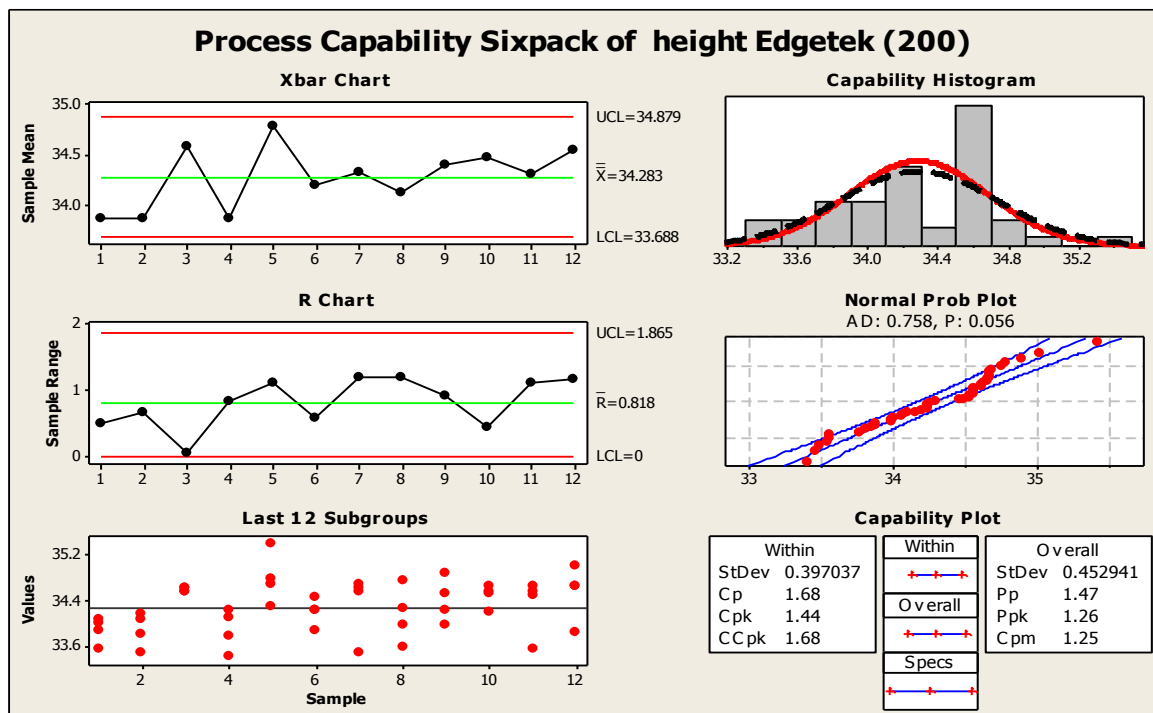 Process Capability Sixpack of height Edgetek (200)
Xbar Chart
Sample Mean
35.0
34.5
34.0
UCL=34.879
X=34.283
LCL=33.688
1 2 3 4 5 6 7 8 9 10 11 12
Capability Histogram
33.2 33.6 34.0 34.4 34.8 35.2
R Chart
Sample Range
2
1
0
UCL=1.865
R=0.818
LCL=0
1 2 3 4 5 6 7 8 9 10 11 12
Normal Prob Plot
AD: 0.758, P: 0.056
33 34 35
Last 12 Subgroups
Values
35.2
34.4
33.6
2 4 6 8 10 12
Sample
Capability Plot
Within
StDev 0.397037
Cp 1.68
Cpk 1.44
CCpk 1.68
Within
Overall
Specs
Overall
StDev 0.452941
Pp 1.47
Ppk 1.26
Cpm 1.25